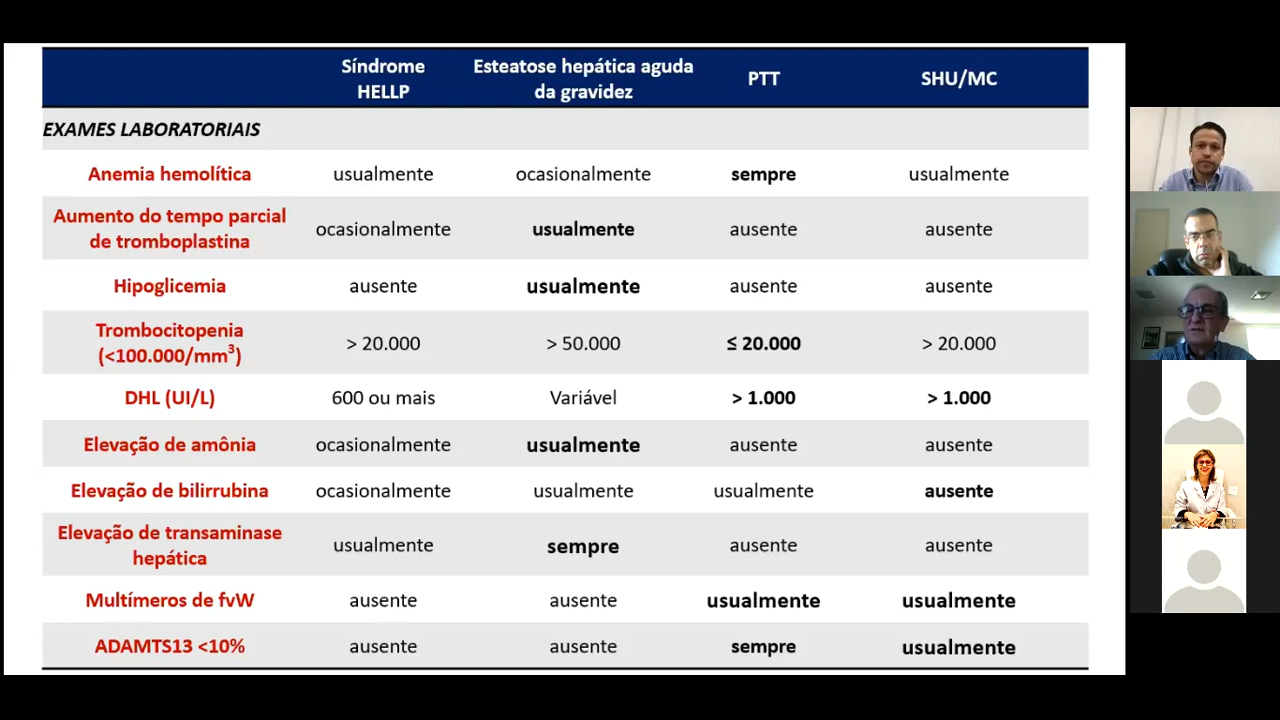 Síndrome HELLP
Esteatose hepática aguda da gravidez
PTT
SHU/MC
EXAMES LABORATORIAIS
Anemia hemolítica usualmente ocasionalmente sempre usualmente
Aumento do tempo parcial de tromboplastina ocasionalmente usualmente ausente ausente
Hipoglicemia ausente usualmente ausente ausente
Trombocitopenia (<100.000/mm³) > 20.000 > 50.000 ≤ 20.000 > 20.000
DHL (UI/L) 600 ou mais Variável > 1.000 > 1.000
Elevação de amônia ocasionalmente usualmente ausente ausente
Elevação de bilirrubina ocasionalmente usualmente usualmente ausente
Elevação de transaminase hepática usualmente sempre ausente ausente
Multímeros de fvW ausente ausente usualmente usualmente
ADAMTS13 <10% ausente ausente sempre usualmente